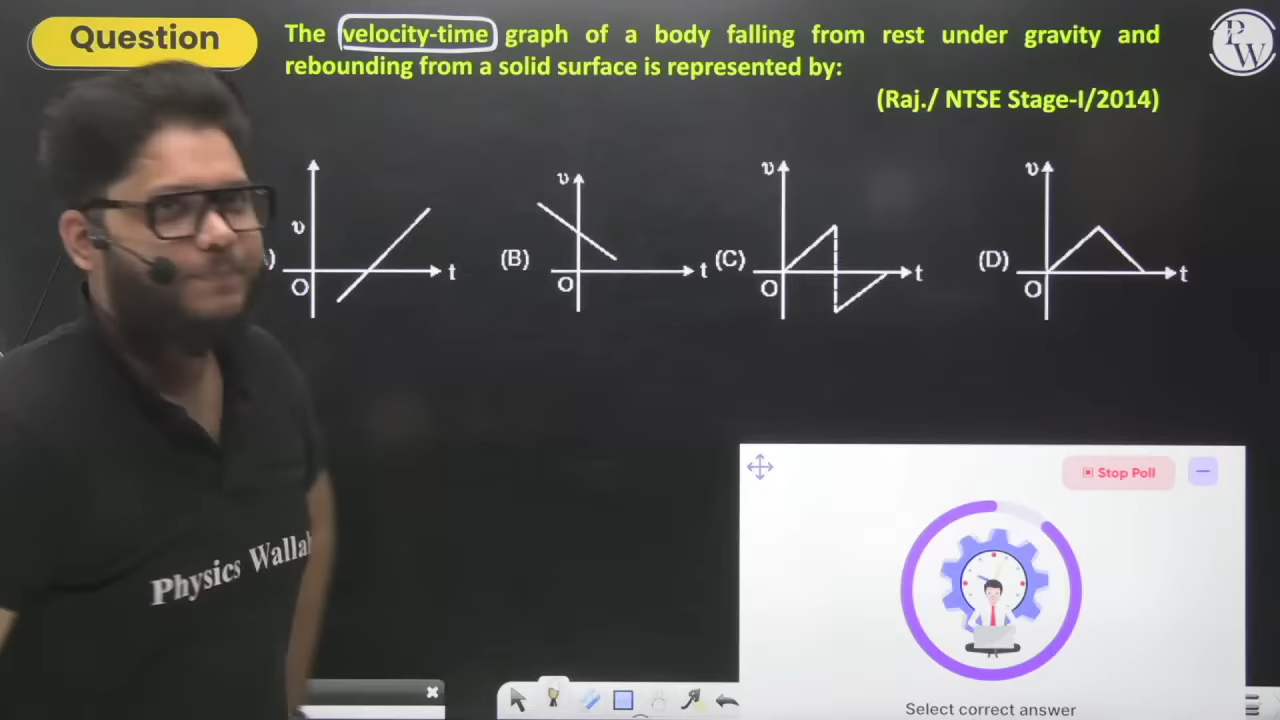 Question
The velocity-time graph of a body falling from rest under gravity and
rebounding from a solid surface is represented by:
(Raj./ NTSE Stage-I/2014)
PW
)
υ
t
O
(B)
υ
t
O
(C)
υ
t
O
(D)
υ
t
O
Physics Wallah
Stop Poll
Select correct answer